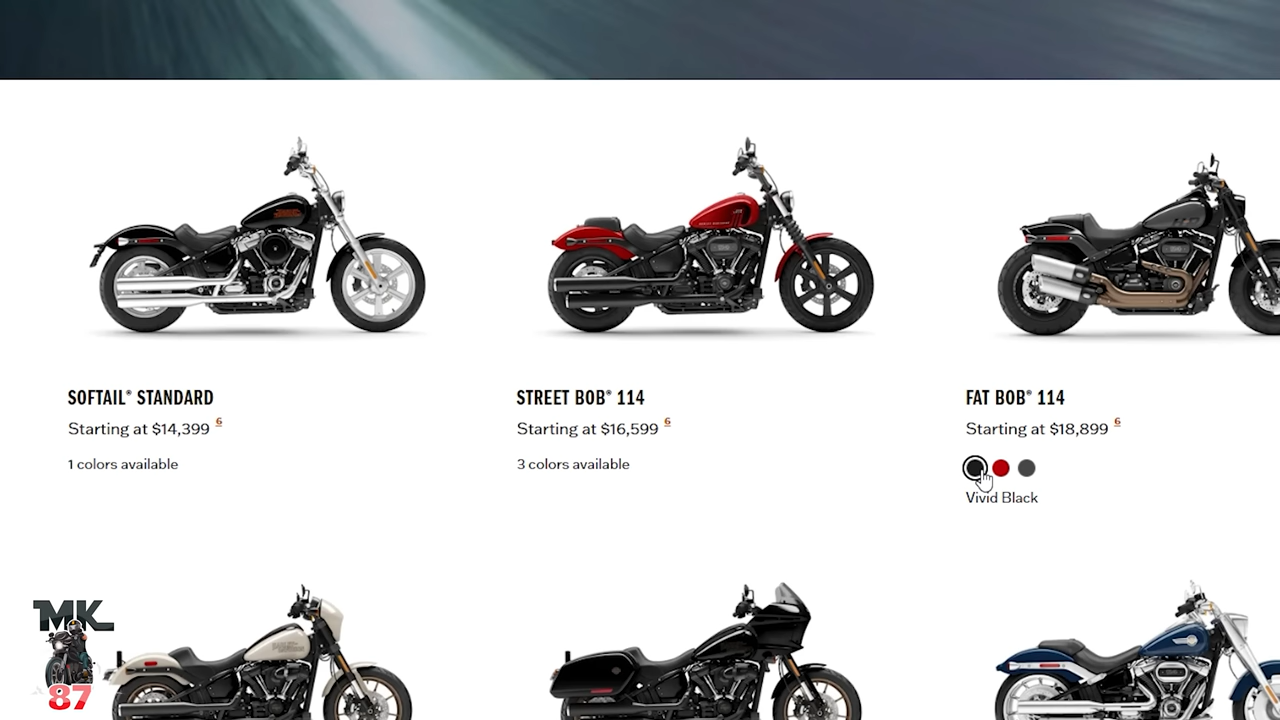 SOFTAIL® STANDARD
Starting at $14,399 6
1 colors available
STREET BOB® 114
Starting at $16,599 6
3 colors available
FAT BOB® 114
Starting at $18,899 6
Vivid Black
MK
87